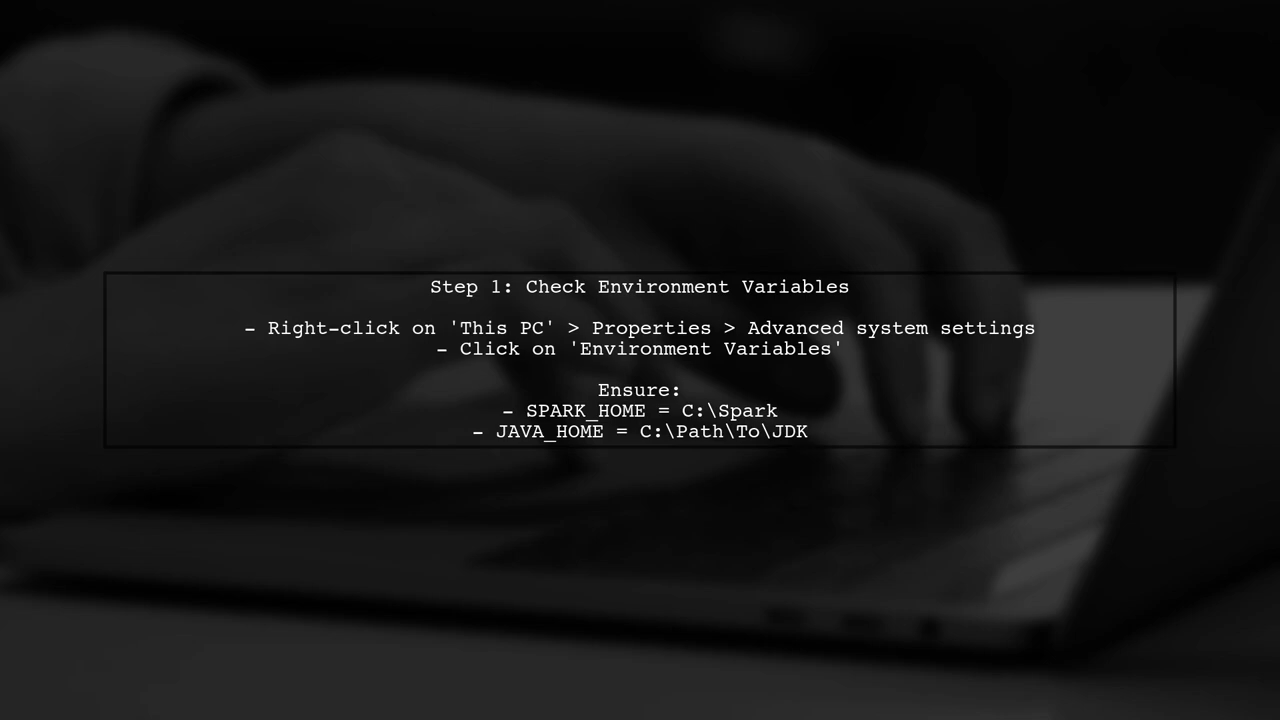 Step 1: Check Environment Variables
- Right-click on 'This PC' > Properties > Advanced system settings
- Click on 'Environment Variables'
Ensure:
- SPARK_HOME = C:\Spark
- JAVA_HOME = C:\Path\To\JDK